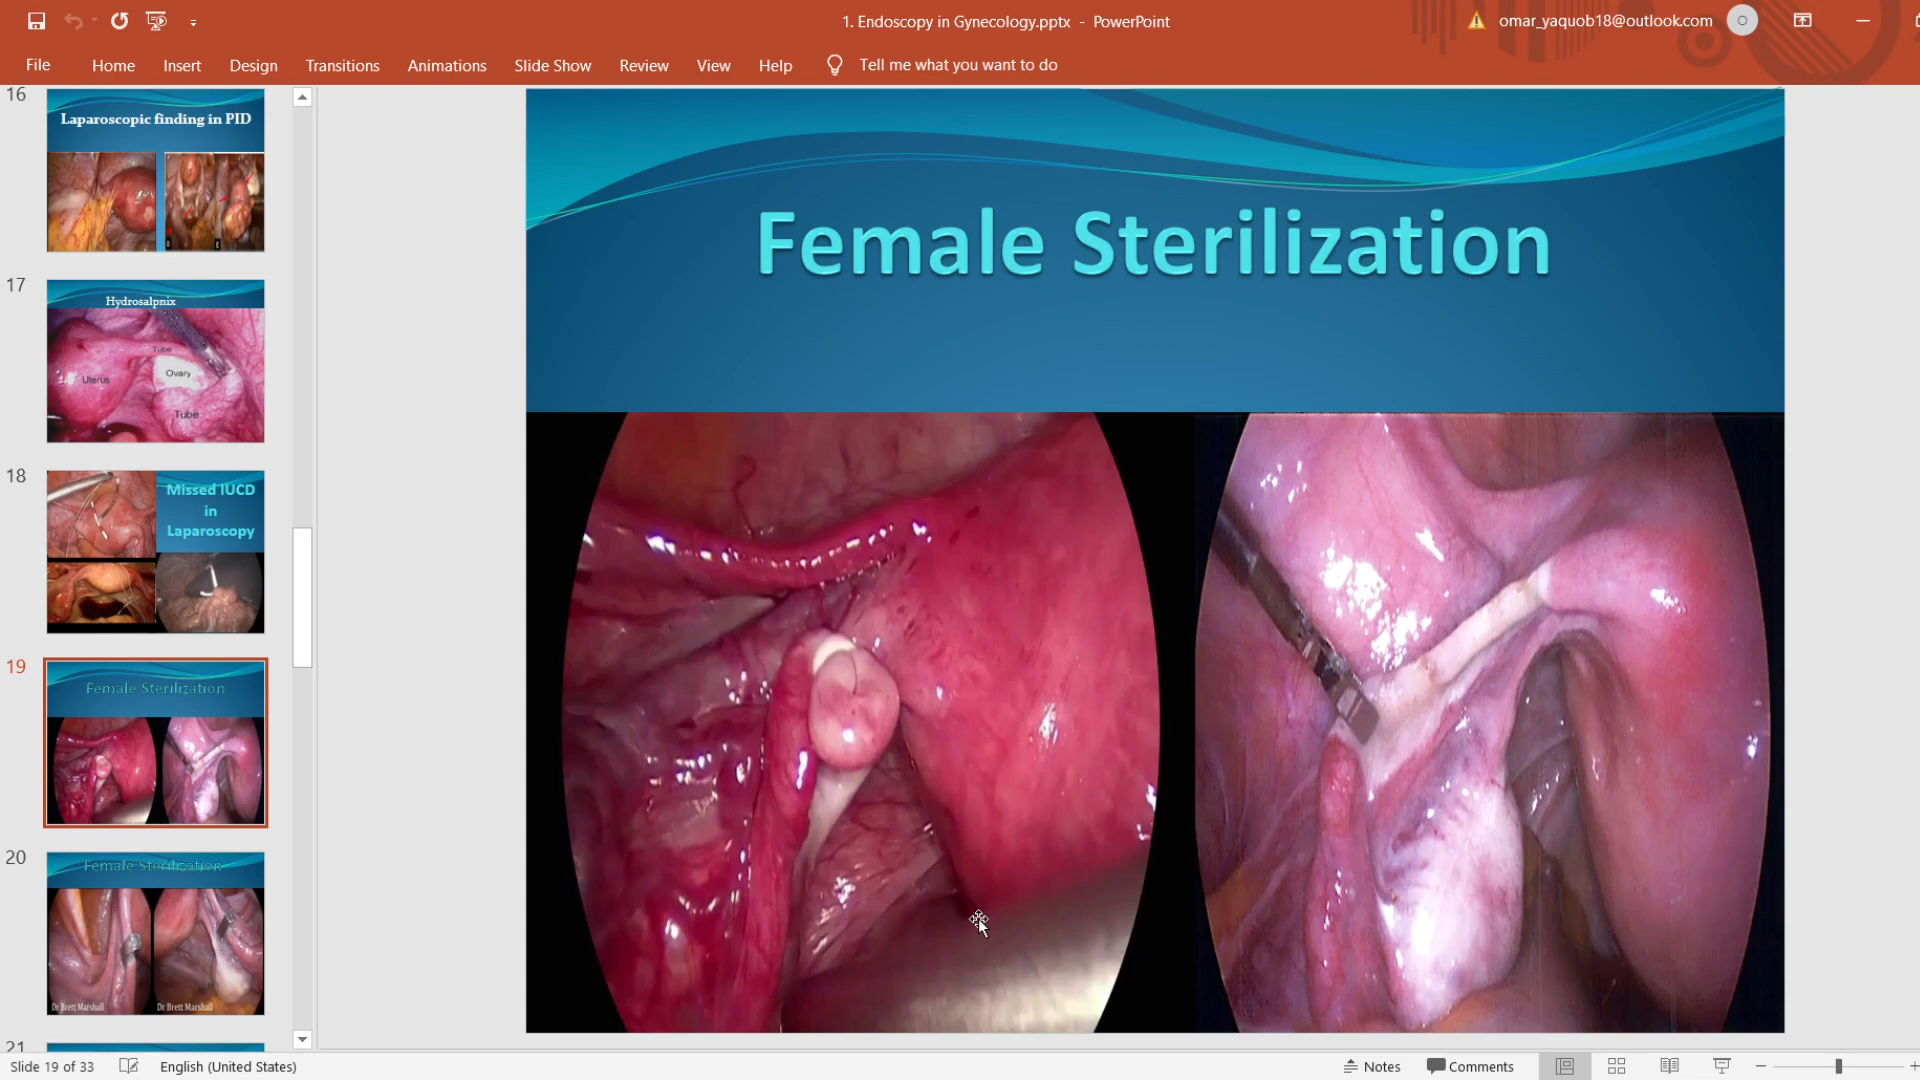 1. Endoscopy in Gynecology.pptx - PowerPoint
omar_yaquob18@outlook.com
O
File
Home
Insert
Design
Transitions
Animations
Slide Show
Review
View
Help
Tell me what you want to do
16
Laparoscopic finding in PID
17
Hydrosalpnix
Tube
Ovary
Uterus
Tube
18
Missed IUCD
in
Laparoscopy
19
Female Sterilization
20
Female Sterilization
Dr Brett Marshall
Dr Brett Marshall
21
Female Sterilization
Slide 19 of 33
English (United States)
Notes
Comments